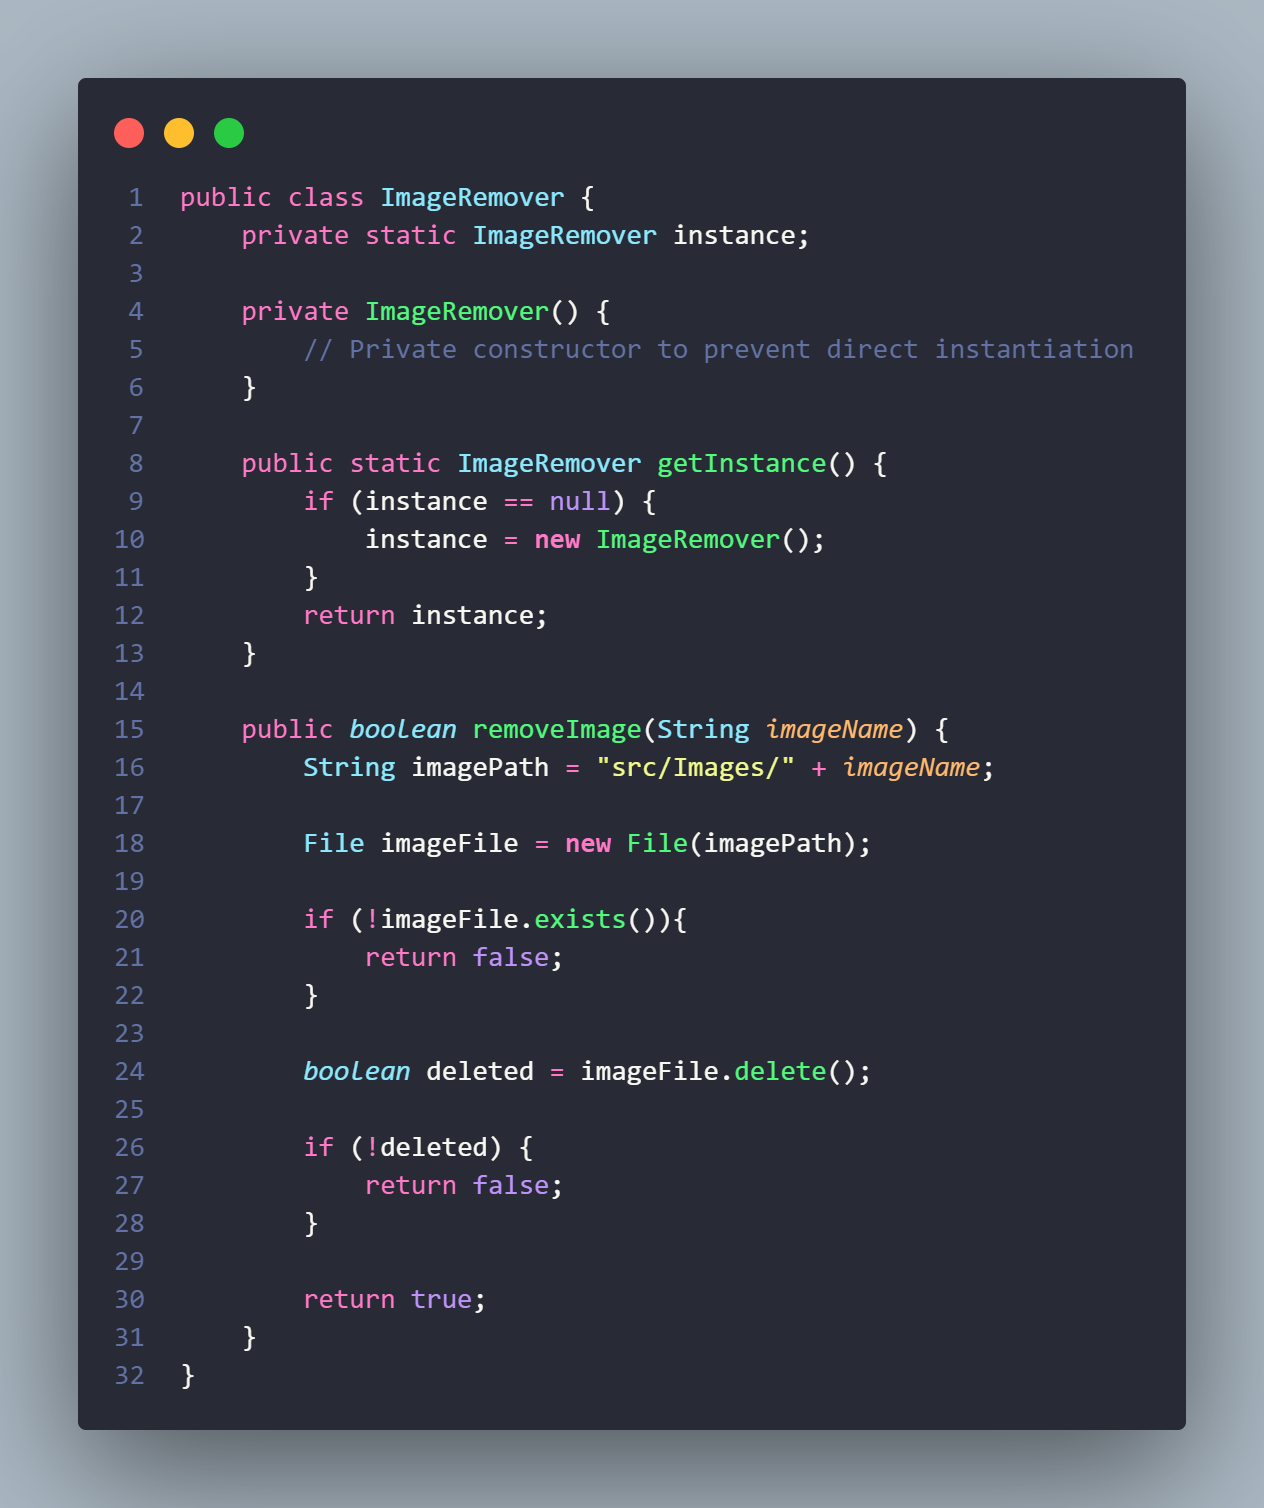 1 public class ImageRemover {
2     private static ImageRemover instance;
3
4     private ImageRemover() {
5         // Private constructor to prevent direct instantiation
6     }
7
8     public static ImageRemover getInstance() {
9         if (instance == null) {
10             instance = new ImageRemover();
11         }
12         return instance;
13     }
14
15     public boolean removeImage(String imageName) {
16         String imagePath = "src/Images/" + imageName;
17
18         File imageFile = new File(imagePath);
19
20         if (!imageFile.exists()){
21             return false;
22         }
23
24         boolean deleted = imageFile.delete();
25
26         if (!deleted) {
27             return false;
28         }
29
30         return true;
31     }
32 }